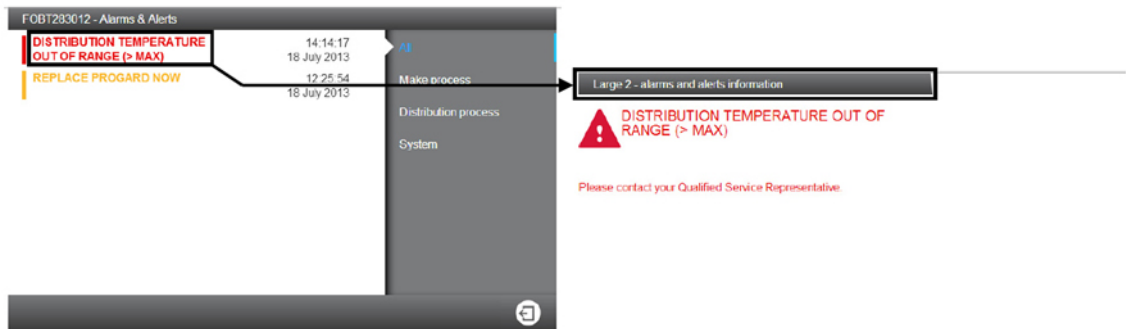 FOBT283012 - Alarms & Alerts
DISTRIBUTION TEMPERATURE
OUT OF RANGE (> MAX)
14:14:17
18 July 2013
REPLACE PROGARD NOW
12:25:54
18 July 2013
All
Make process
Distribution process
System
Large 2 - alarms and alerts information
DISTRIBUTION TEMPERATURE OUT OF
RANGE (> MAX)
Please contact your Qualified Service Representative.